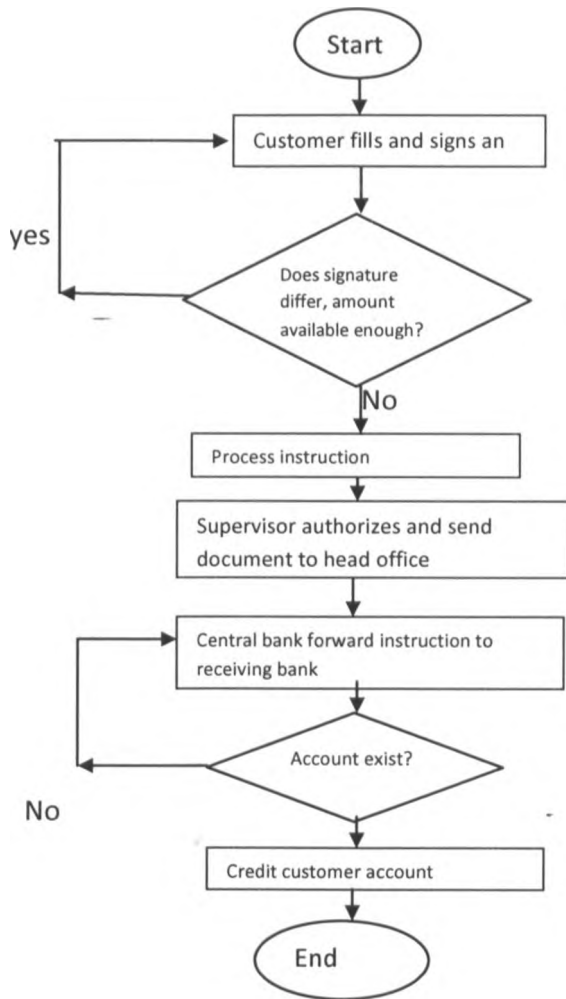 Start
Customer fills and signs an
yes
Does signature
differ, amount
available enough?
No
Process instruction
Supervisor authorizes and send
document to head office
Central bank forward instruction to
receiving bank
Account exist?
No
Credit customer account
End